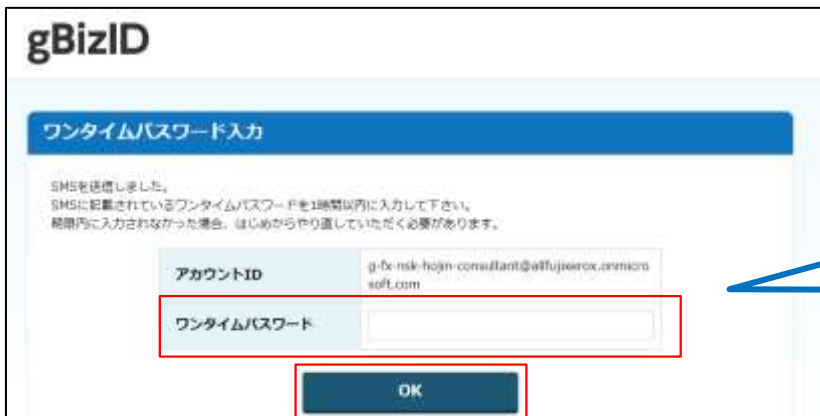 gBizID
ワンタイムパスワード入力
SMSを送信しました。
SMSに記載されているワンタイムパスワードを1時間以内に入力して下さい。
期限内に入力されなかった場合、はじめからやり直していただく必要があります。
アカウントID
g-fx-nsk-hojin-consultant@allfujixerox.onmicro
soft.com
ワンタイムパスワード
OK